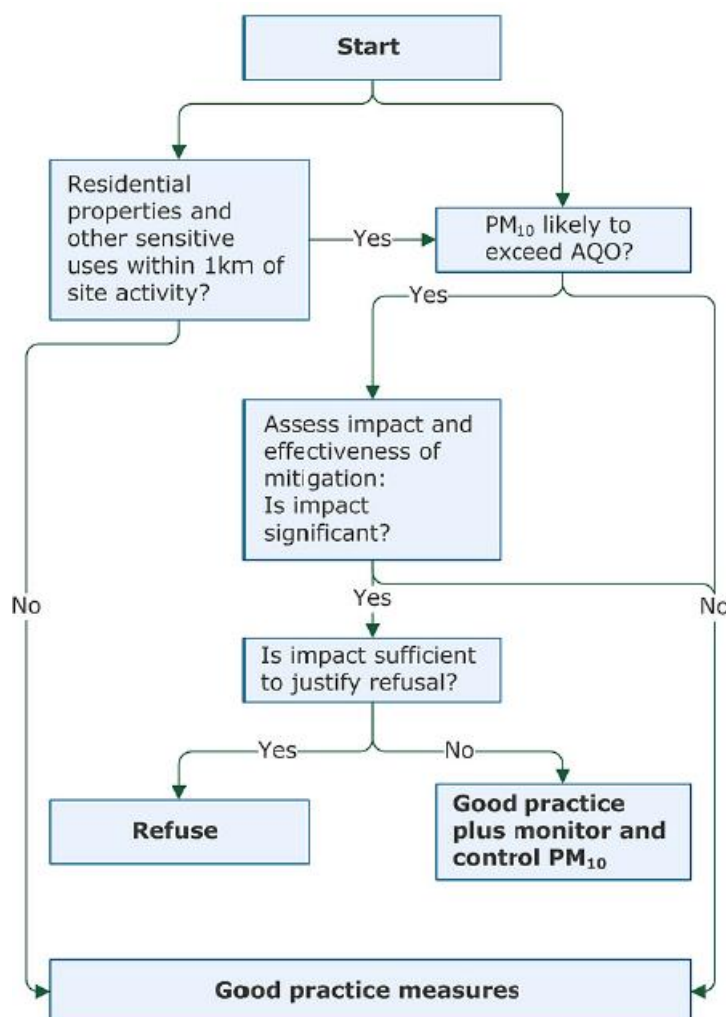 Start
Residential
properties and
other sensitive
uses within 1km of
site activity?
Yes
PM₁₀ likely to
exceed AQO?
Yes
Assess impact and
effectiveness of
mitigation:
Is impact
significant?
No
Yes
No
Is impact sufficient
to justify refusal?
Yes
No
Refuse
Good practice
plus monitor and
control PM₁₀
Good practice measures